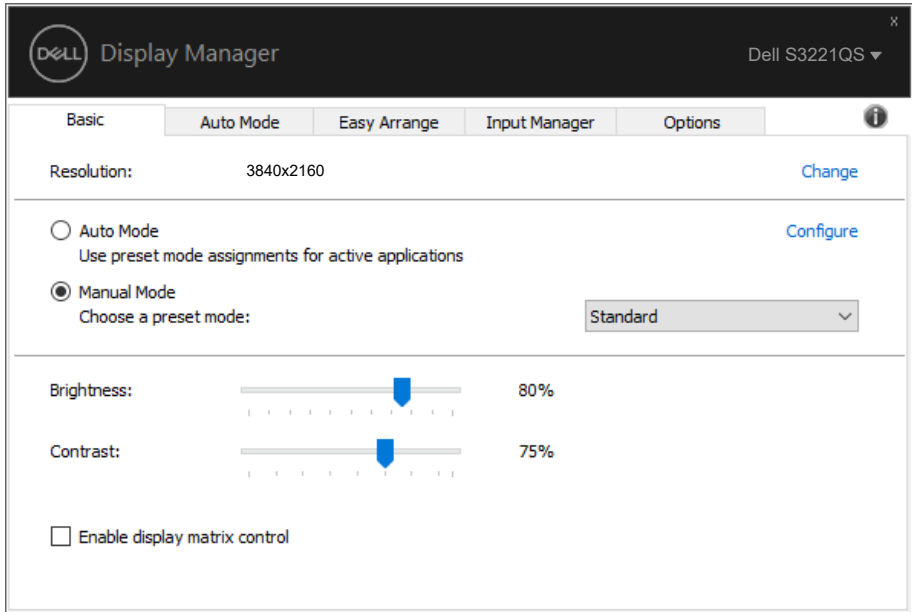 x
DELL Display Manager
Dell S3221QS
Basic Auto Mode Easy Arrange Input Manager Options
Resolution: 3840x2160 Change
Auto Mode Configure
Use preset mode assignments for active applications
Manual Mode
Choose a preset mode: Standard
Brightness: 80%
Contrast: 75%
Enable display matrix control